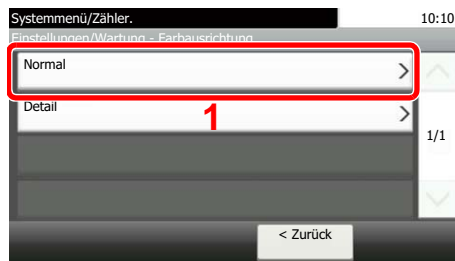 Systemmenü/Zähler. 10:10
Einstellungen/Wartung - Farbausrichtung
Normal >
Detail >
1
1/1
< Zurück